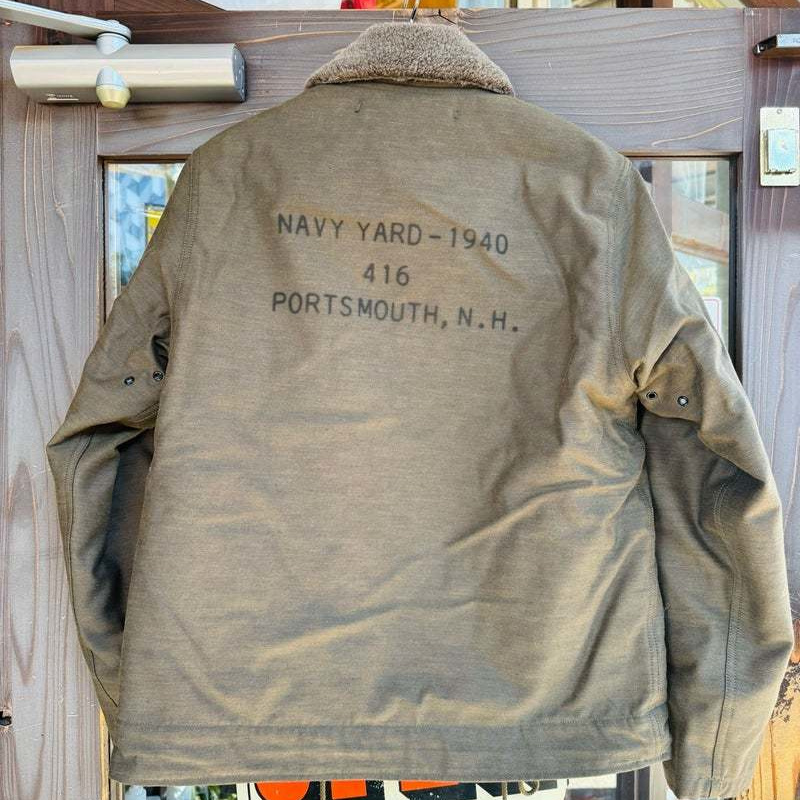 NAVY YARD-1940
416
PORTSMOUTH, N.H.